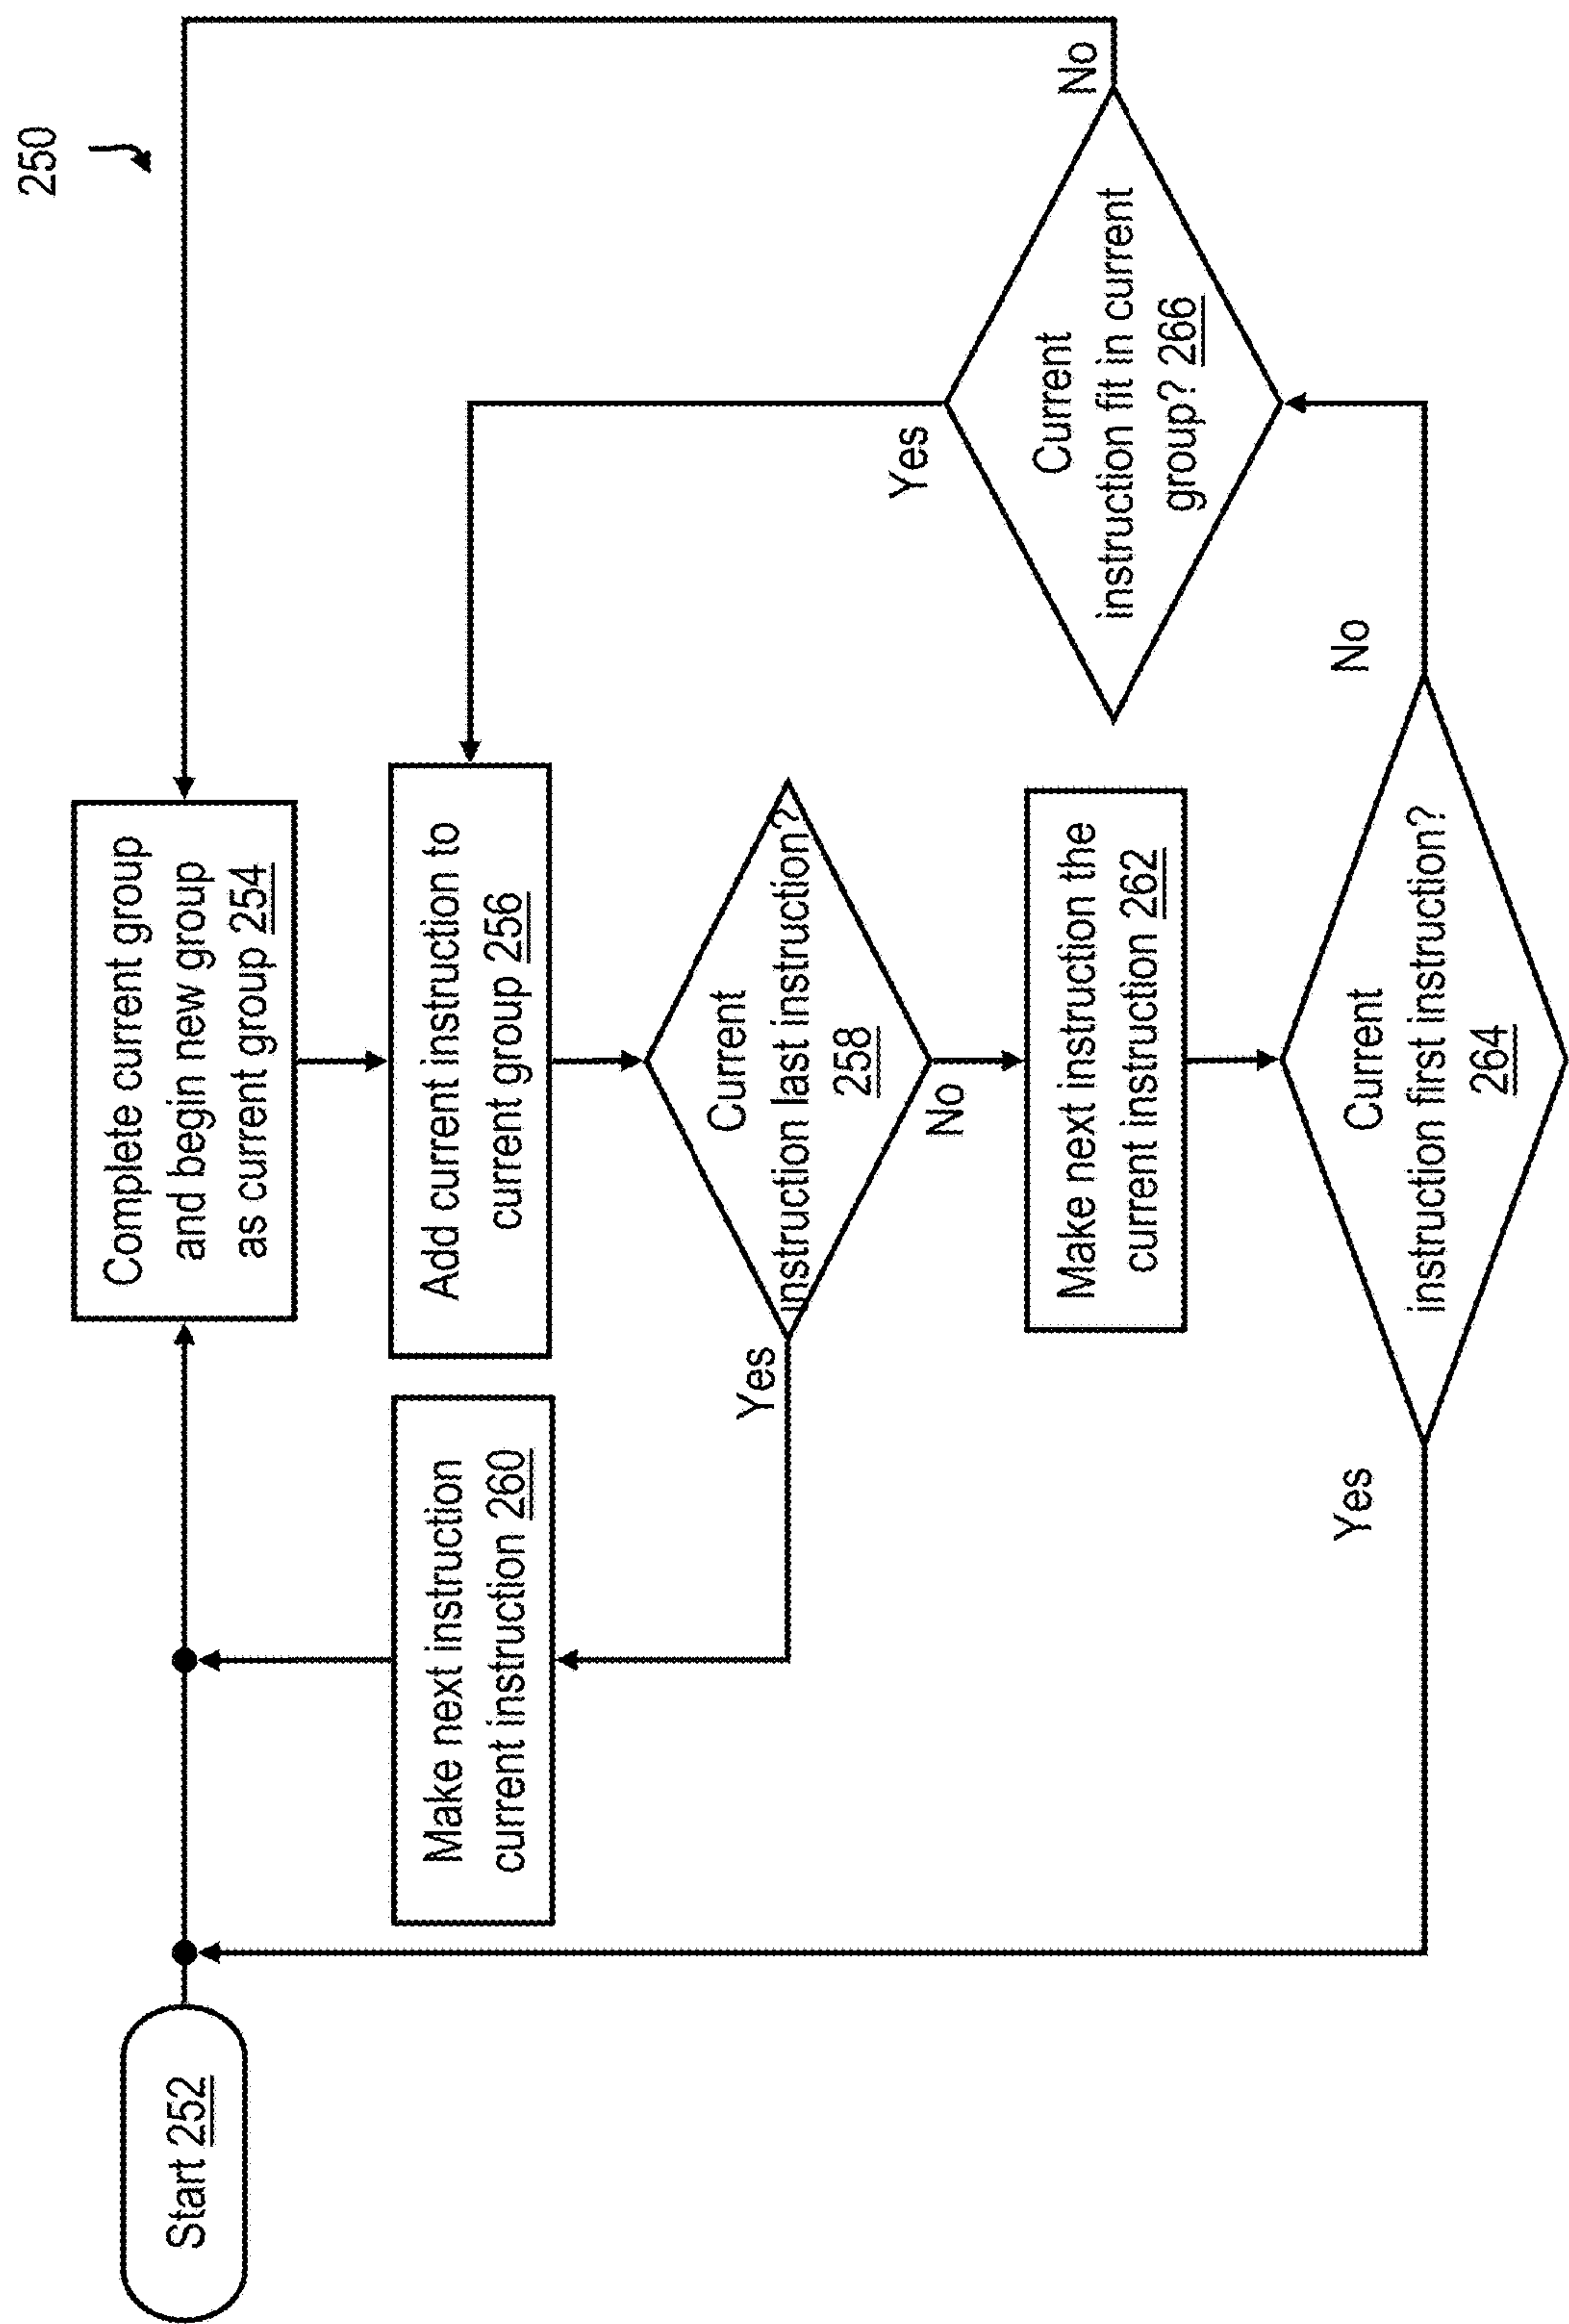 250
Start 252
Complete current group
and begin new group
as current group 254
Make next instruction
current instruction 260
Add current instruction to
current group 256
Yes
Current
instruction last instruction?
258
No
Yes
Current
instruction fit in current
group? 266
No
Make next instruction the
current instruction 262
Yes
Current
instruction first instruction?
264
No